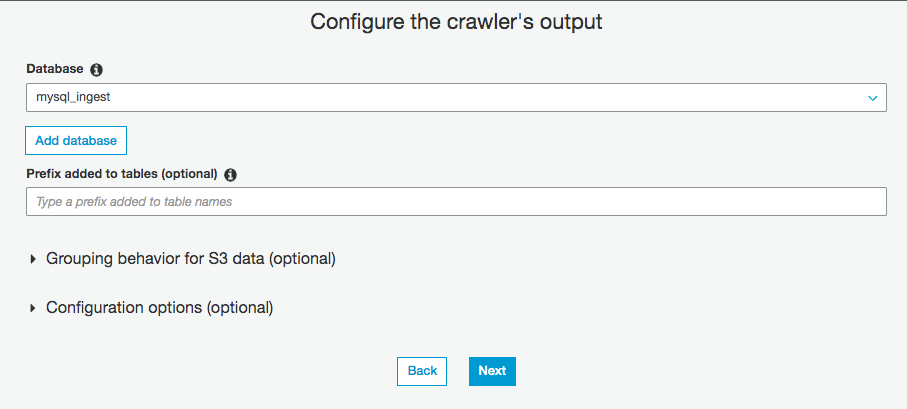 Configure the crawler's output
Database
mysql_ingest
Add database
Prefix added to tables (optional)
Type a prefix added to table names
Grouping behavior for S3 data (optional)
Configuration options (optional)
Back Next